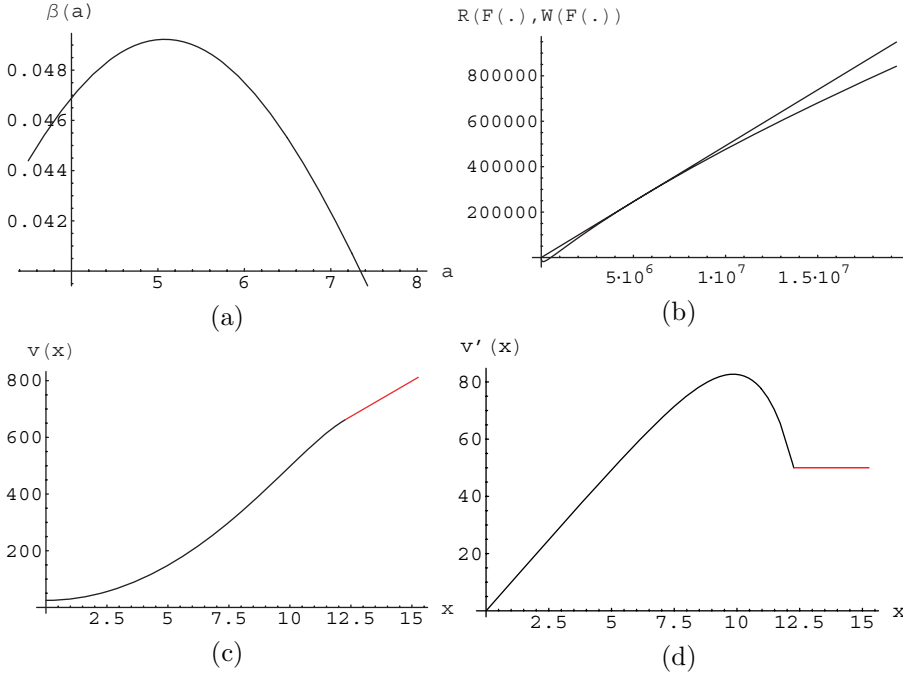 β(a)
0.048
0.046
0.044
0.042
4 5 6 7 8 a
(a)
R(F(.),W(F(.))
800000
600000
400000
200000
5·10⁶ 1·10⁷ 1.5·10⁷
(b)
v(x)
800
600
400
200
2.5 5 7.5 10 12.5 15 x
(c)
v'(x)
80
60
40
20
2.5 5 7.5 10 12.5 15 x
(d)